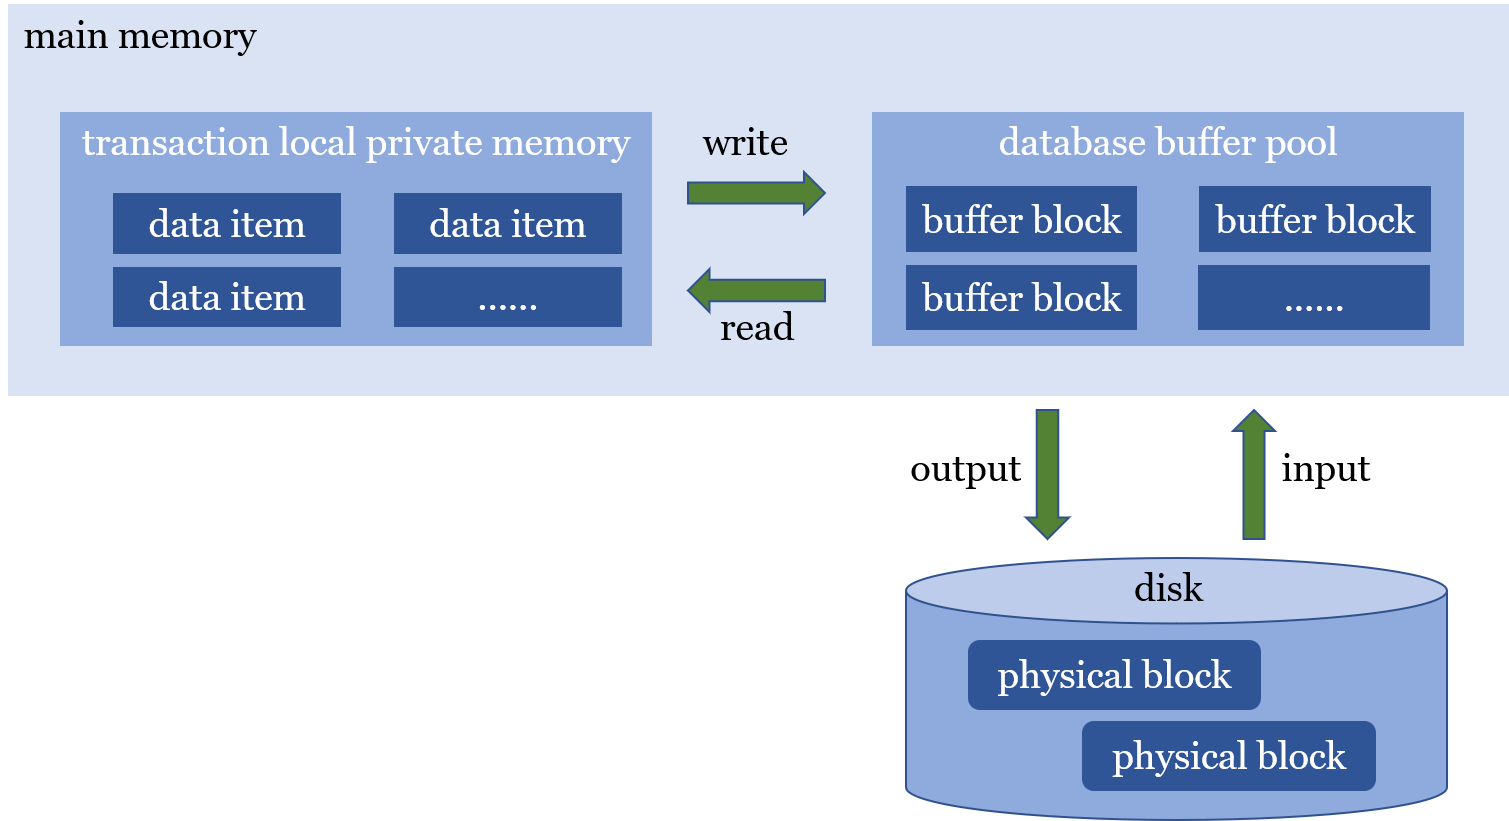 main memory
transaction local private memory
data item
data item
data item
......
write
read
database buffer pool
buffer block
buffer block
buffer block
......
output
input
disk
physical block
physical block